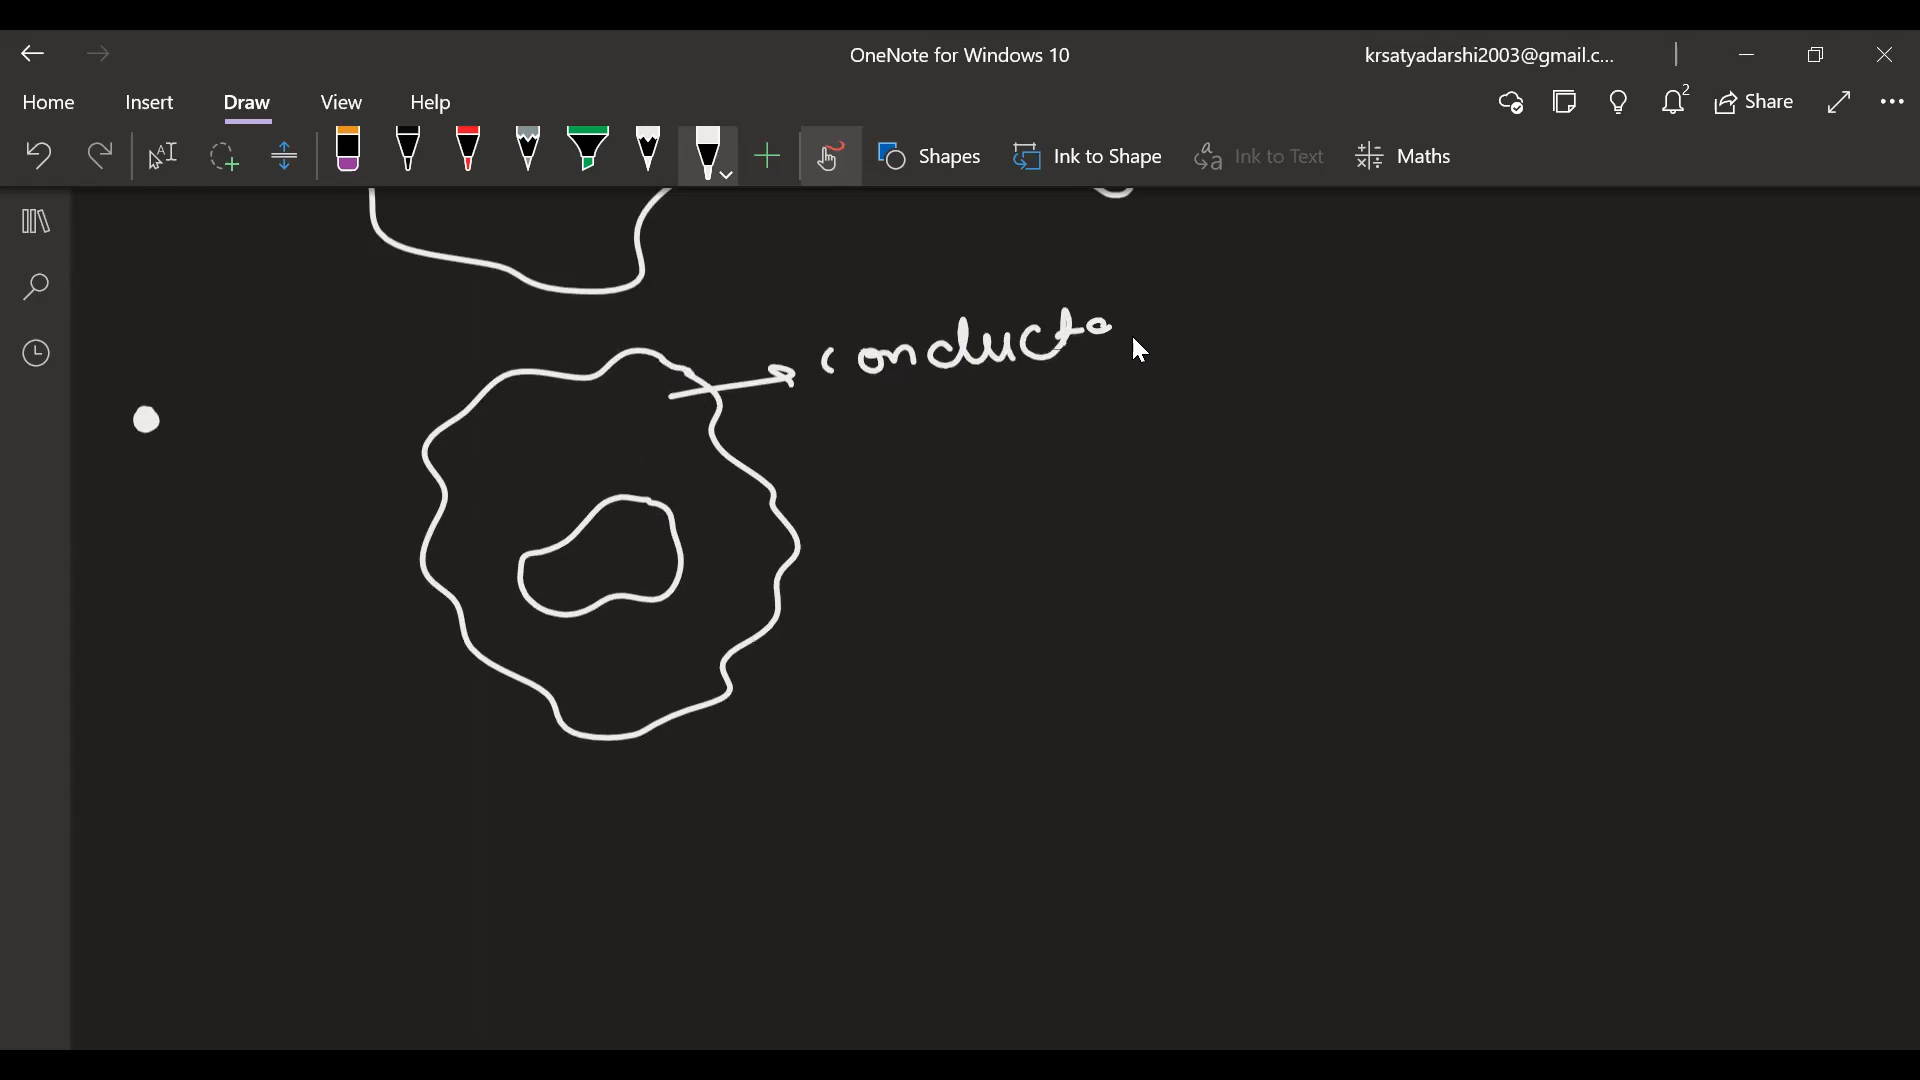 OneNote for Windows 10
krsatyadarshi2003@gmail.c...
Home Insert Draw View Help
2
Share
Shapes Ink to Shape Ink to Text Maths
conducto